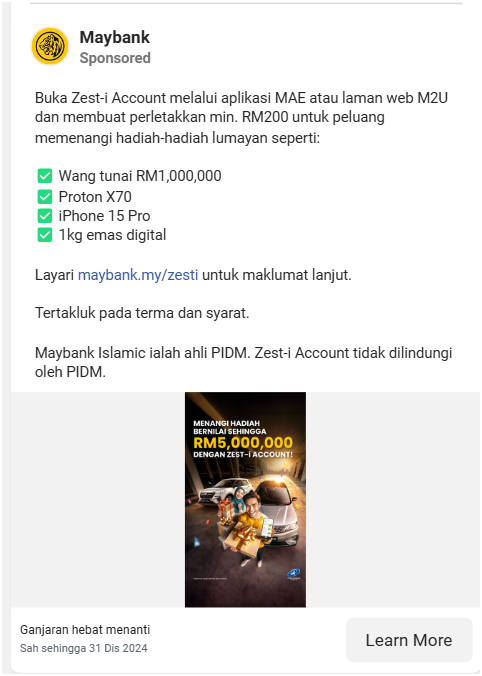 Maybank
Sponsored
Buka Zest-i Account melalui aplikasi MAE atau laman web M2U
dan membuat perletakkan min. RM200 untuk peluang
memenangi hadiah-hadiah lumayan seperti:
✅ Wang tunai RM1,000,000
✅ Proton X70
✅ iPhone 15 Pro
✅ 1kg emas digital
Layari maybank.my/zesti untuk maklumat lanjut.
Tertakluk pada terma dan syarat.
Maybank Islamic ialah ahli PIDM. Zest-i Account tidak dilindungi
oleh PIDM.
MENANGI HADIAH
BERNILAI SEHINGGA
RM5,000,000
DENGAN ZEST-i ACCOUNT!
Ganjaran hebat menanti
Sah sehingga 31 Dis 2024
Learn More